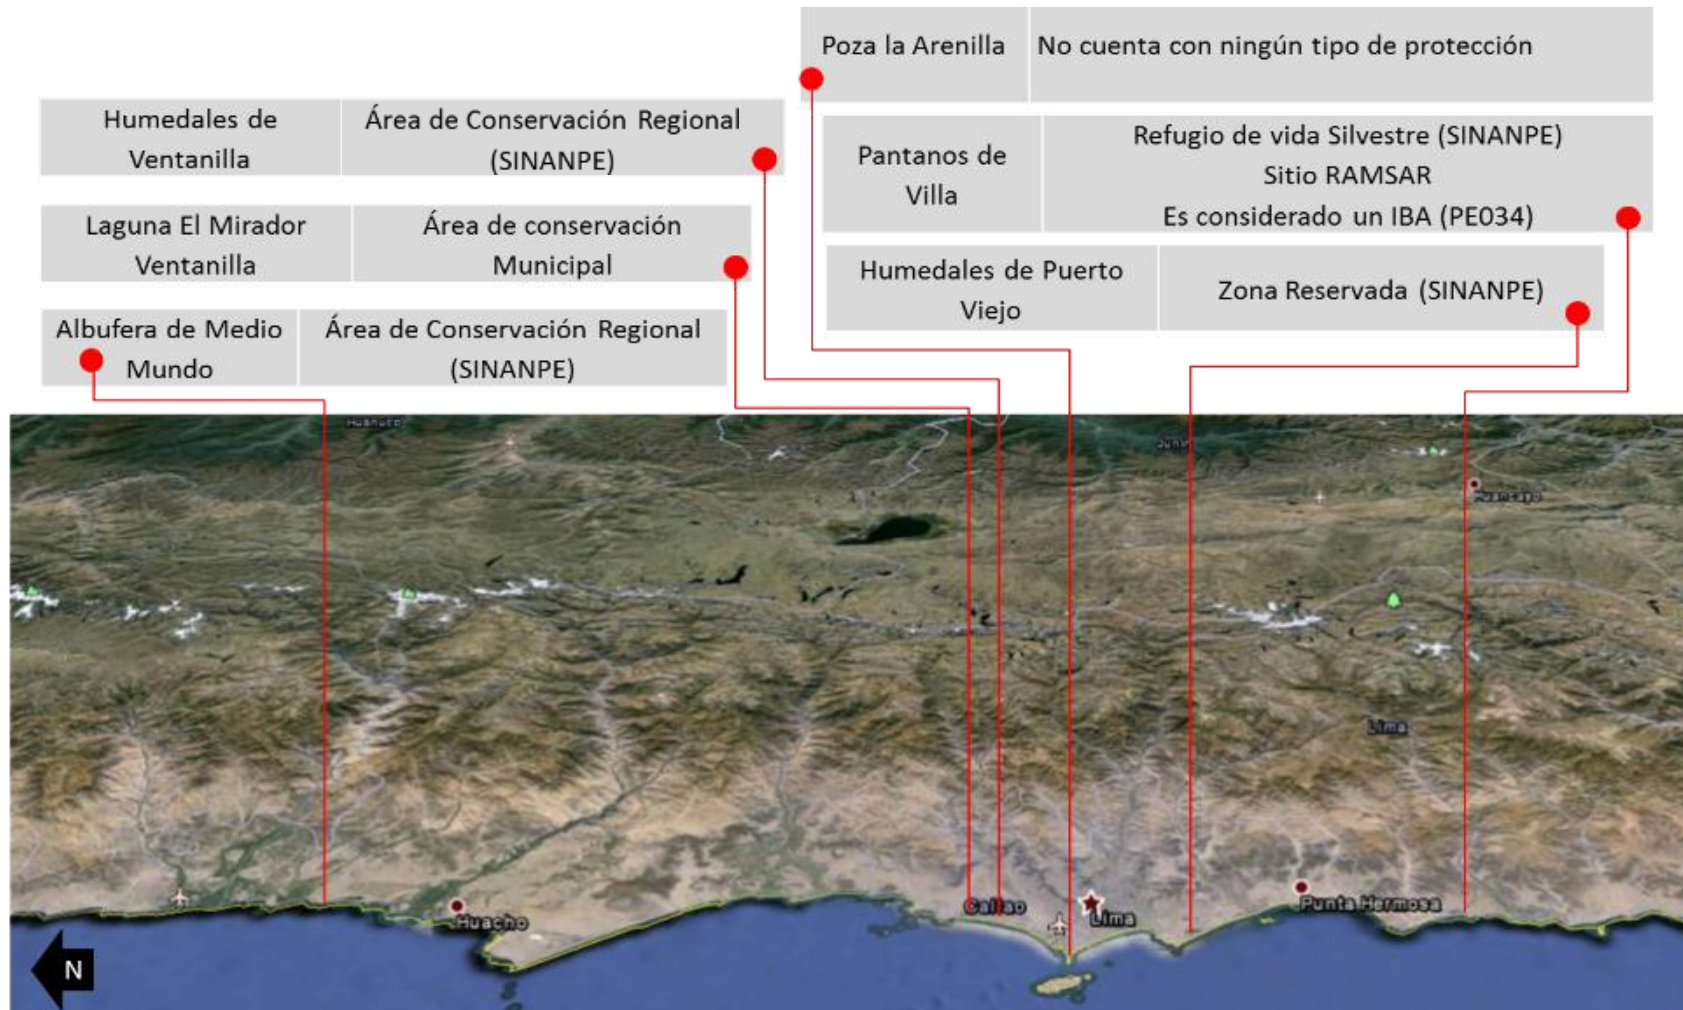 Poza la Arenilla
No cuenta con ningún tipo de protección
Humedales de
Ventanilla
Área de Conservación Regional
(SINANPE)
Pantanos de
Villa
Refugio de vida Silvestre (SINANPE)
Sitio RAMSAR
Es considerado un IBA (PE034)
Laguna El Mirador
Ventanilla
Área de conservación
Municipal
Humedales de Puerto
Viejo
Zona Reservada (SINANPE)
Albufera de Medio
Mundo
Área de Conservación Regional
(SINANPE)
Huanuco
Junin
Huancayo
Lima
Callao
Lima
Punta Hermosa
Huacho
N